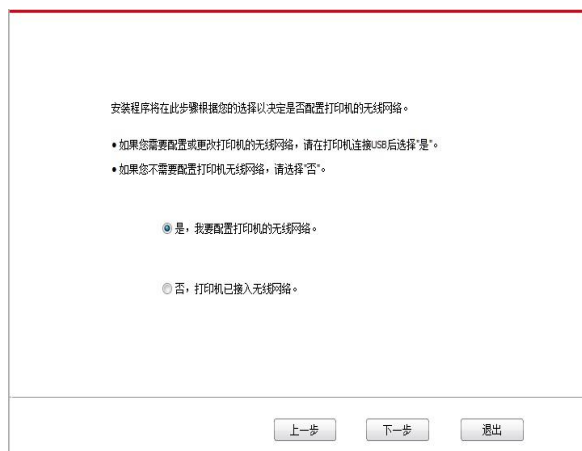 安装程序将在此步骤根据您的选择以决定是否配置打印机的无线网络。
•如果您需要配置或更改打印机的无线网络，请在打印机连接USB后选择"是"。
•如果您不需要配置打印机无线网络，请选择"否"。
是，我要配置打印机的无线网络。
否，打印机已接入无线网络。
上一步 下一步 退出